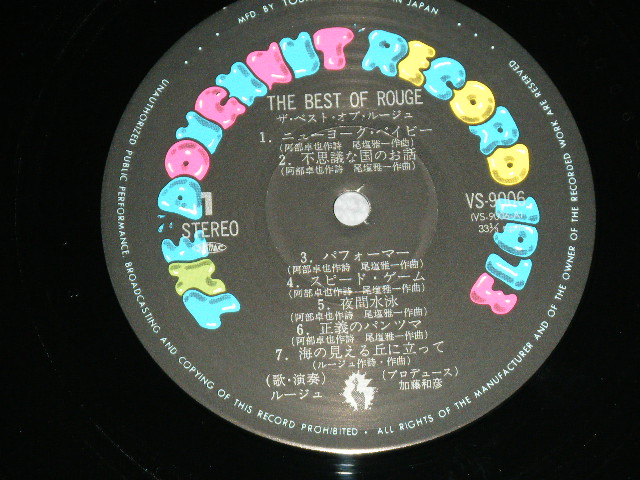 MFD. BY
IN JAPAN
THE DOUGHNUT RECORD
THE BEST OF ROUGE
ザ・ベスト・オブ・ルージュ
1. ニューヨーク・ベイビー
(阿部卓也作詩 尾塩雅一作曲)
2. 不思議な国のお話
(阿部卓也作詩 尾塩雅一作曲)
1
STEREO
VS-9006
33⅓
3. パフォーマー
(阿部卓也作詩 尾塩雅一作曲)
4. スピード・ゲーム
(阿部卓也作詩 尾塩雅一作曲)
5. 夜間水泳
(阿部卓也作詩 尾塩雅一作曲)
6. 正義のパンツマ
(阿部卓也作詩 尾塩雅一作曲)
7. 海の見える丘に立って
(ルージュ作詩・作曲)
(歌・演奏)
ルージュ
(プロデュース)
加藤和彦
UNAUTHORIZED PUBLIC PERFORMANCE, BROADCASTING AND COPYING OF THIS RECORD PROHIBITED • ALL RIGHTS OF THE MANUFACTURER AND OF THE OWNER OF THE RECORDED WORK ARE RESERVED